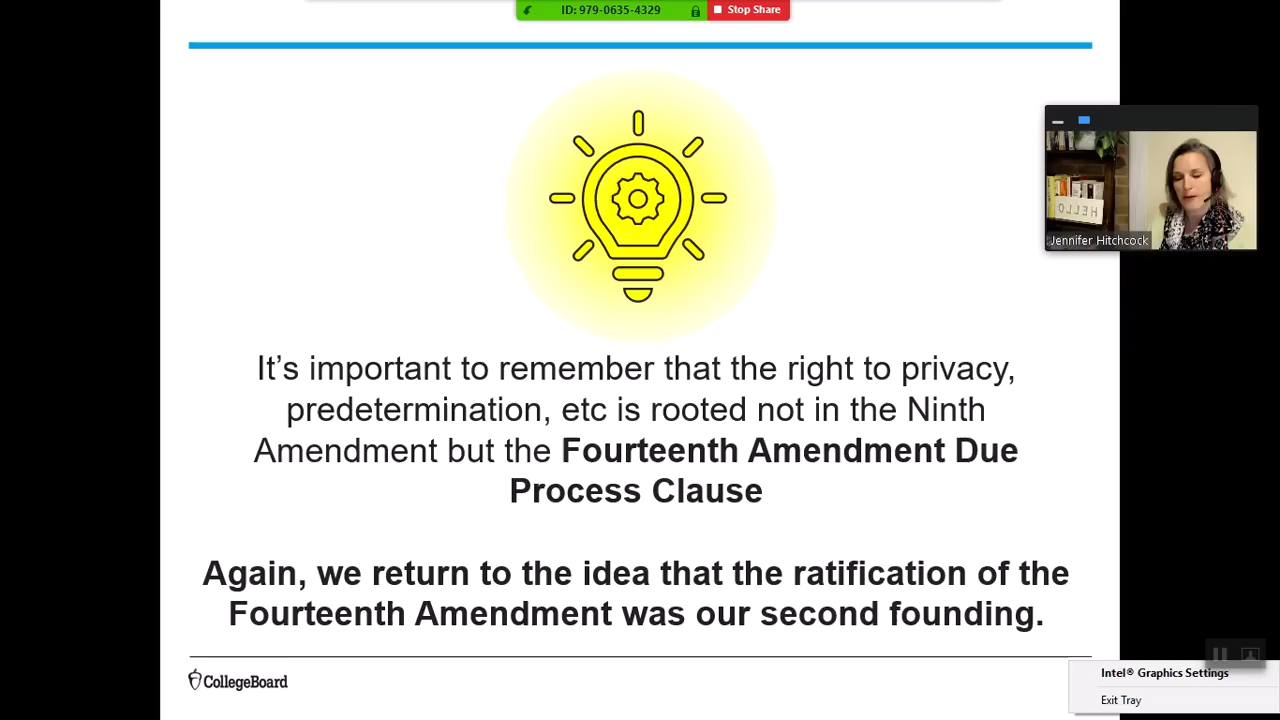 ID: 979-0635-4329
Stop Share
Jennifer Hitchcock
It’s important to remember that the right to privacy,
predetermination, etc is rooted not in the Ninth
Amendment but the Fourteenth Amendment Due
Process Clause
Again, we return to the idea that the ratification of the
Fourteenth Amendment was our second founding.
CollegeBoard
Intel® Graphics Settings
Exit Tray
HELLO